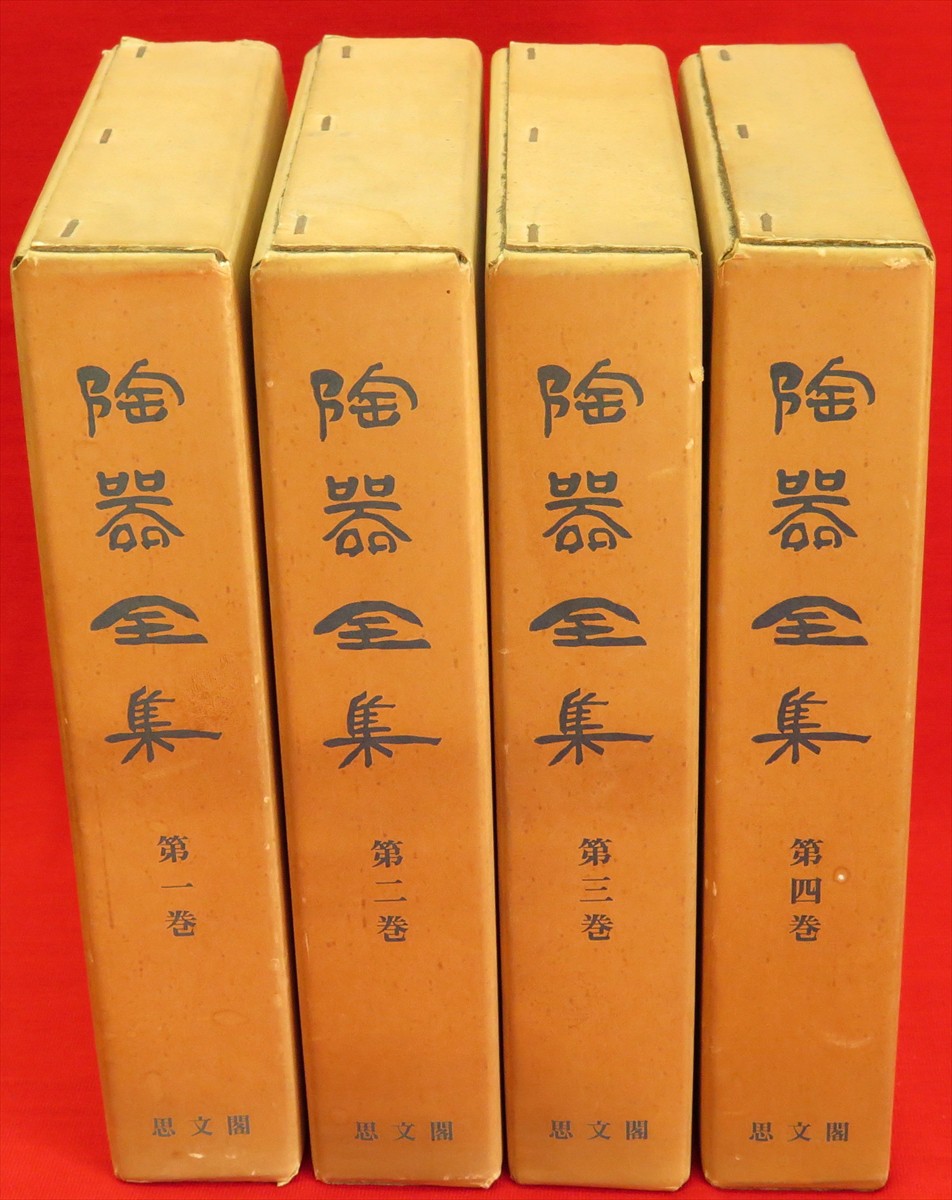 陶器全集
第一巻
思文閣
陶器全集
第二巻
思文閣
陶器全集
第三巻
思文閣
陶器全集
第四巻
思文閣